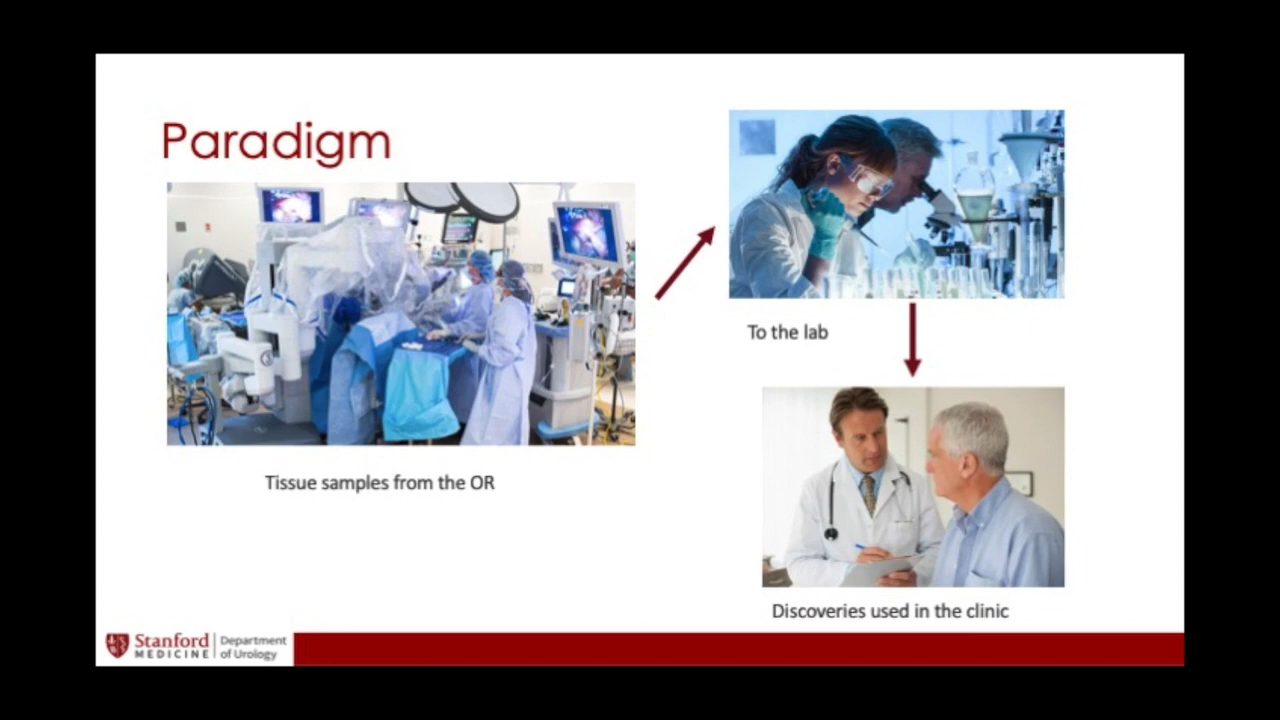 Paradigm
Tissue samples from the OR
To the lab
Discoveries used in the clinic
Stanford
MEDICINE
Department
of Urology